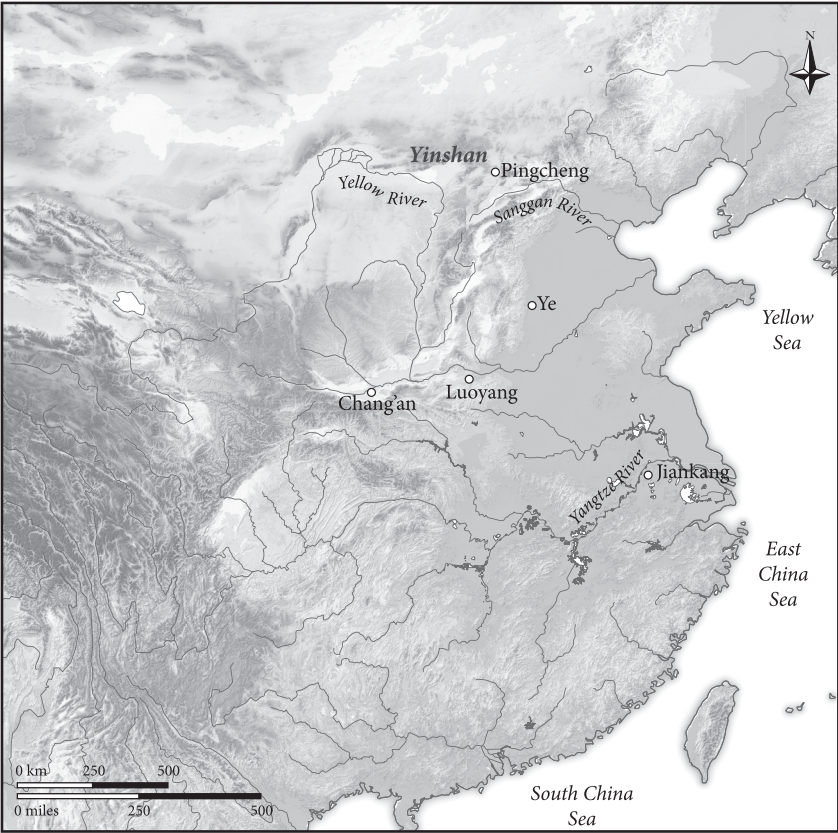 N
Yinshan
Pingcheng
Yellow River
Sanggan River
Ye
Yellow
Sea
Luoyang
Chang’an
Jiankang
Yangtze River
East
China
Sea
0 km 250 500
0 miles 250 500
South China
Sea